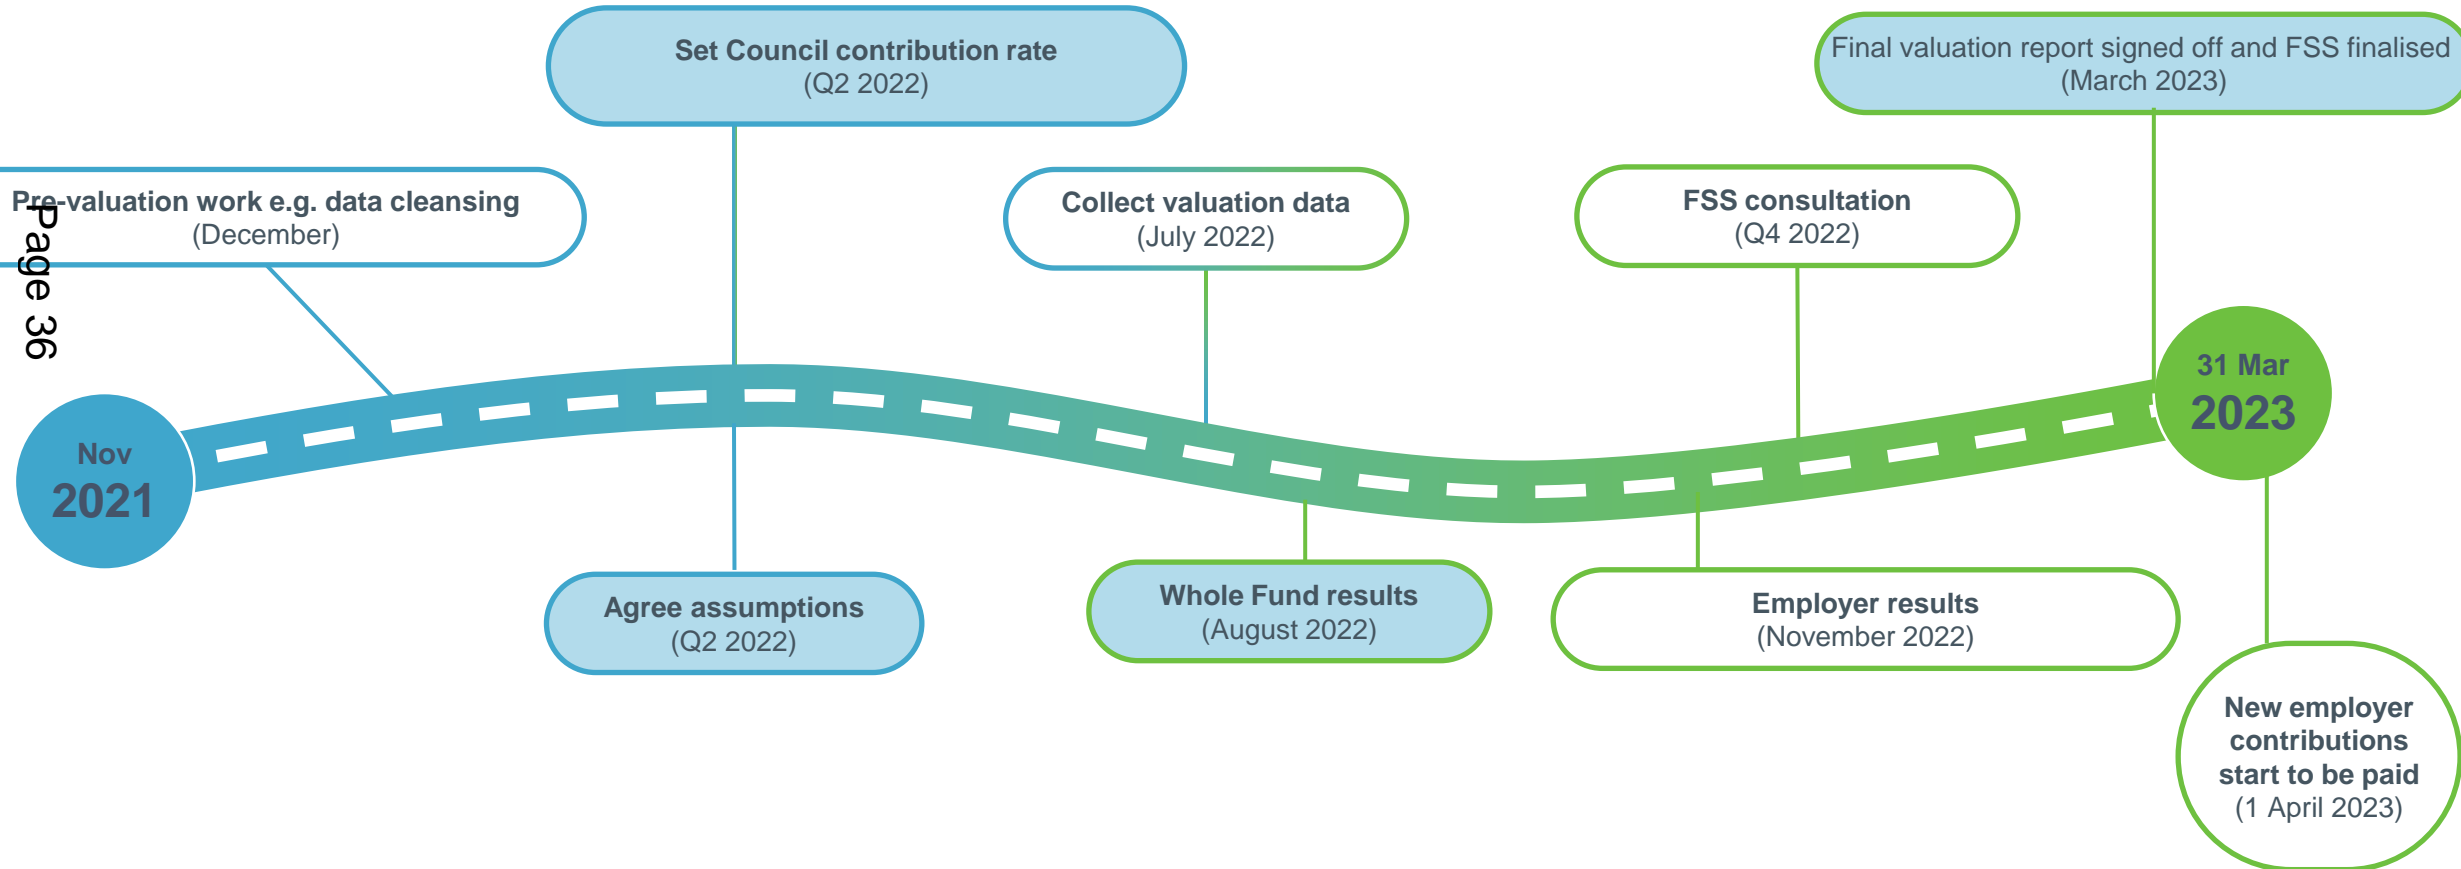 Set Council contribution rate
(Q2 2022)
Final valuation report signed off and FSS finalised
(March 2023)
Pre-valuation work e.g. data cleansing
(December)
Collect valuation data
(July 2022)
FSS consultation
(Q4 2022)
Page 36
Nov
2021
31 Mar
2023
Agree assumptions
(Q2 2022)
Whole Fund results
(August 2022)
Employer results
(November 2022)
New employer
contributions
start to be paid
(1 April 2023)